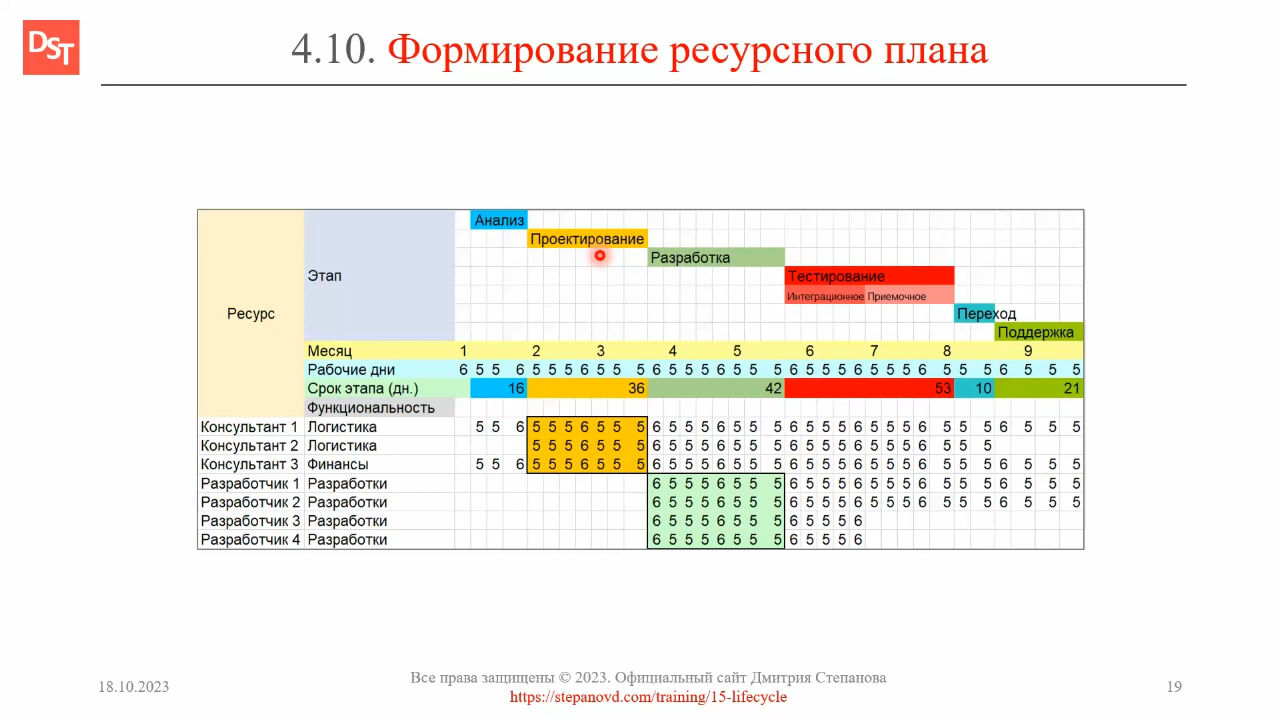 DST
4.10. Формирование ресурсного плана
Анализ
Проектирование
Разработка
Этап
Тестирование
Интеграционное Приемочное
Ресурс
Переход
Поддержка
Месяц 1 2 3 4 5 6 7 8 9
Рабочие дни 6 5 5 6 5 5 5 6 5 5 5 6 5 5 5 6 5 5 5 6 5 5 5 6 5 5 5 6 5 5 5 6 5 5 5
Срок этапа (дн.) 16 36 42 53 10 21
Функциональность
Консультант 1 Логистика 5 5 6 5 5 5 6 5 5 5 6 5 5 5 6 5 5 5 6 5 5 5 6 5 5 5 6 5 5 5 6 5 5 5
Консультант 2 Логистика 5 5 5 6 5 5 5 6 5 5 5 6 5 5 5 6 5 5 5 6 5 5 5 6 5 5 5
Консультант 3 Финансы 5 5 6 5 5 5 6 5 5 5 6 5 5 5 6 5 5 5 6 5 5 5 6 5 5 5 6 5 5 5 6 5 5 5
Разработчик 1 Разработки 6 5 5 5 6 5 5 5 6 5 5 5 6 5 5 5 6 5 5 5 6 5 5 5
Разработчик 2 Разработки 6 5 5 5 6 5 5 5 6 5 5 5 6 5 5 5 6 5 5 5 6 5 5 5
Разработчик 3 Разработки 6 5 5 5 6 5 5 5 6 5 5 5 6
Разработчик 4 Разработки 6 5 5 5 6 5 5 5 6 5 5 5 6
18.10.2023
Все права защищены © 2023. Официальный сайт Дмитрия Степанова
https://stepanovd.com/training/15-lifecycle
19